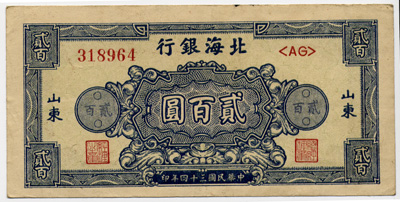 行銀海北
318964
<AG>
貳百
貳百
圓百貳
百貳
百貳
山東
山東
貳百
貳百
印年四十三國民華中